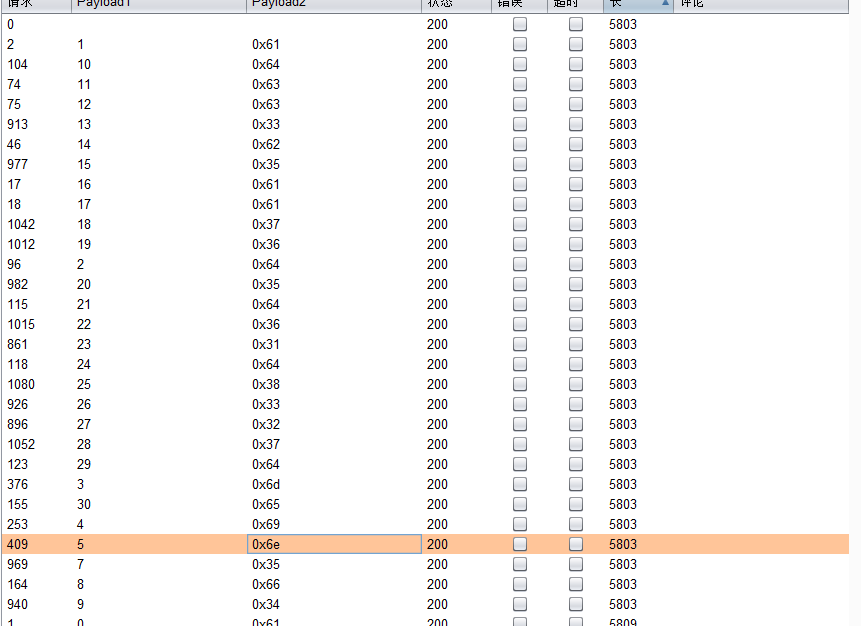 请求 Payload1 Payload2 状态 错误 超时 长 评论
0 200 5803
2 1 0x61 200 5803
104 10 0x64 200 5803
74 11 0x63 200 5803
75 12 0x63 200 5803
913 13 0x33 200 5803
46 14 0x62 200 5803
977 15 0x35 200 5803
17 16 0x61 200 5803
18 17 0x61 200 5803
1042 18 0x37 200 5803
1012 19 0x36 200 5803
96 2 0x64 200 5803
982 20 0x35 200 5803
115 21 0x64 200 5803
1015 22 0x36 200 5803
861 23 0x31 200 5803
118 24 0x64 200 5803
1080 25 0x38 200 5803
926 26 0x33 200 5803
896 27 0x32 200 5803
1052 28 0x37 200 5803
123 29 0x64 200 5803
376 3 0x6d 200 5803
155 30 0x65 200 5803
253 4 0x69 200 5803
409 5 0x6e 200 5803
969 7 0x35 200 5803
164 8 0x66 200 5803
940 9 0x34 200 5803
1 0 0x61 200 5809